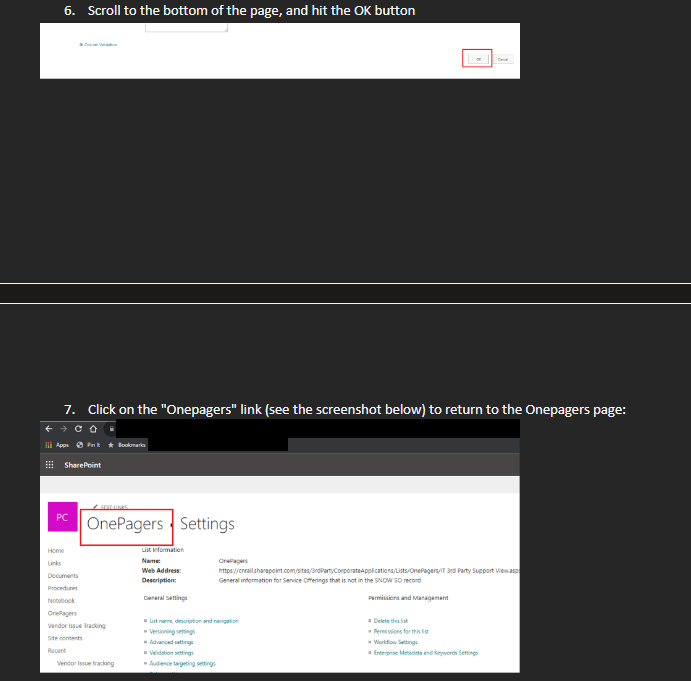 6. Scroll to the bottom of the page, and hit the OK button
Column Validation
OK Cancel
7. Click on the "Onepagers" link (see the screenshot below) to return to the Onepagers page:
Apps Pin It Bookmarks
SharePoint
EDIT LINKS
PC OnePagers Settings
Home
Links
Documents
Procedures
Notebook
OnePagers
Vendor Issue Tracking
Site contents
Recent
Vendor Issue tracking
List Information
Name: OnePagers
Web Address: https://cnrail.sharepoint.com/sites/3rdPartyCorporateApplications/Lists/OnePagers/IT 3rd Party Support View.aspx
Description: General information for Service Offerings that is not in the SNOW SO record
General Settings
List name, description and navigation
Versioning settings
Advanced settings
Validation settings
Audience targeting settings
Permissions and Management
Delete this list
Permissions for this list
Workflow Settings
Enterprise Metadata and Keywords Settings